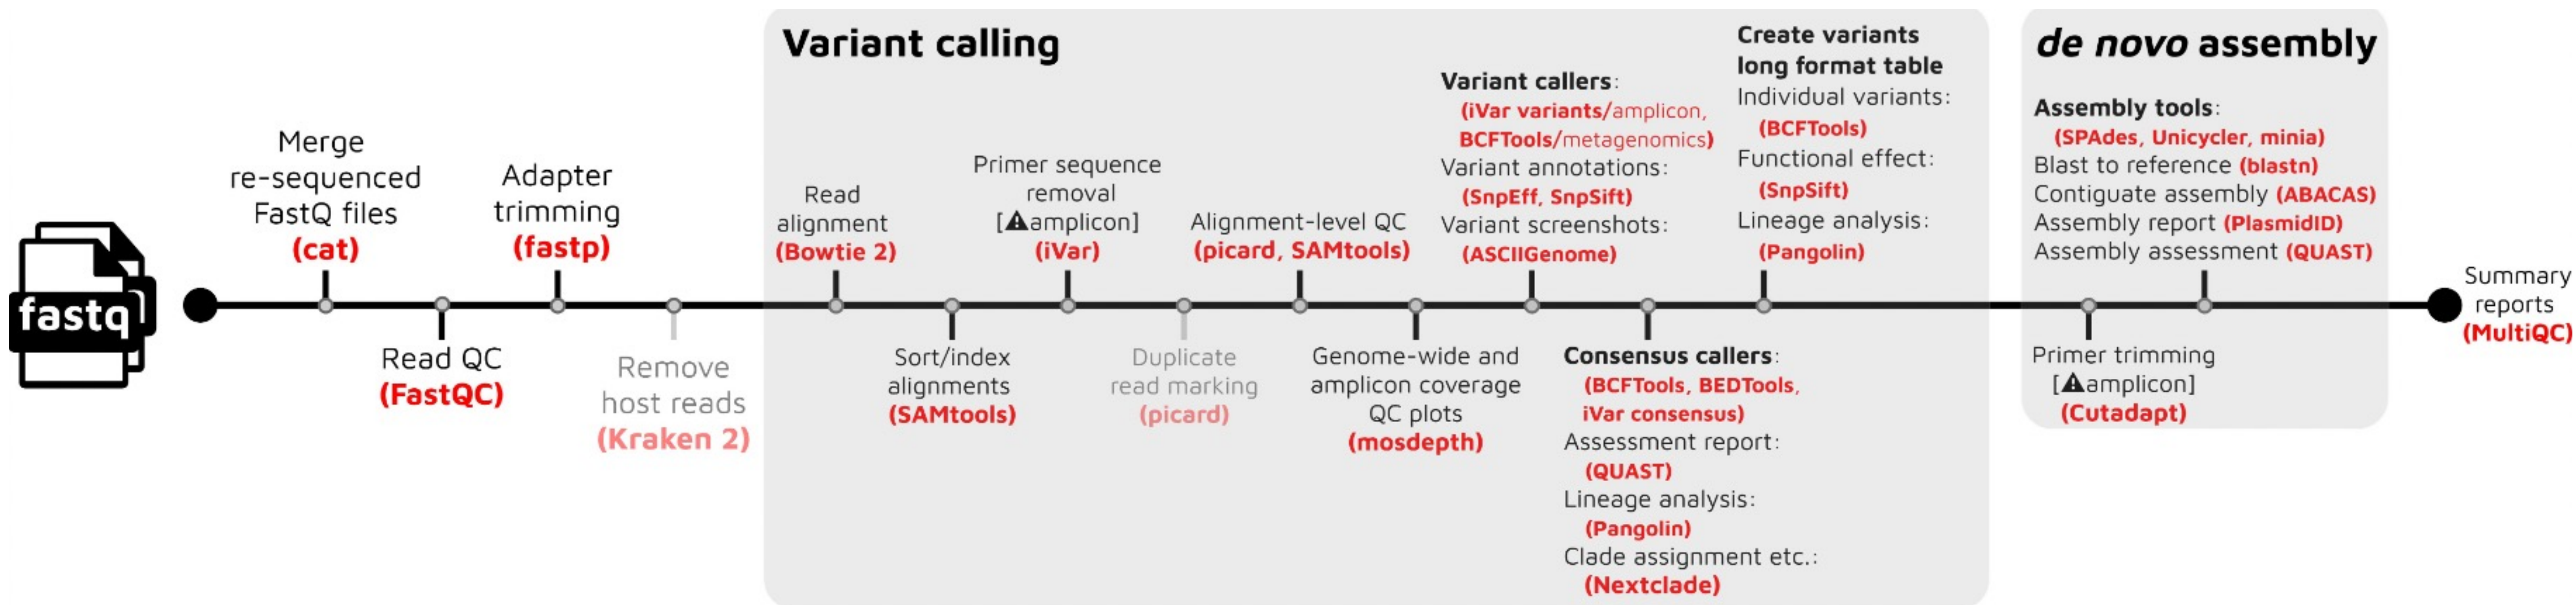 fastq
Merge
re-sequenced
FastQ files
(cat)
Read QC
(FastQC)
Adapter
trimming
(fastp)
Remove
host reads
(Kraken 2)
Variant calling
Read
alignment
(Bowtie 2)
Sort/index
alignments
(SAMtools)
Primer sequence
removal
[⚠amplicon]
(iVar)
Duplicate
read marking
(picard)
Alignment-level QC
(picard, SAMtools)
Genome-wide and
amplicon coverage
QC plots
(mosdepth)
Variant callers:
(iVar variants/amplicon,
BCFTools/metagenomics)
Variant annotations:
(SnpEff, SnpSift)
Variant screenshots:
(ASCIIGenome)
Consensus callers:
(BCFTools, BEDTools,
iVar consensus)
Assessment report:
(QUAST)
Lineage analysis:
(Pangolin)
Clade assignment etc.:
(Nextclade)
Create variants
long format table
Individual variants:
(BCFTools)
Functional effect:
(SnpSift)
Lineage analysis:
(Pangolin)
de novo assembly
Primer trimming
[⚠amplicon]
(Cutadapt)
Assembly tools:
(SPAdes, Unicycler, minia)
Blast to reference (blastn)
Contiguate assembly (ABACAS)
Assembly report (PlasmidID)
Assembly assessment (QUAST)
Summary
reports
(MultiQC)